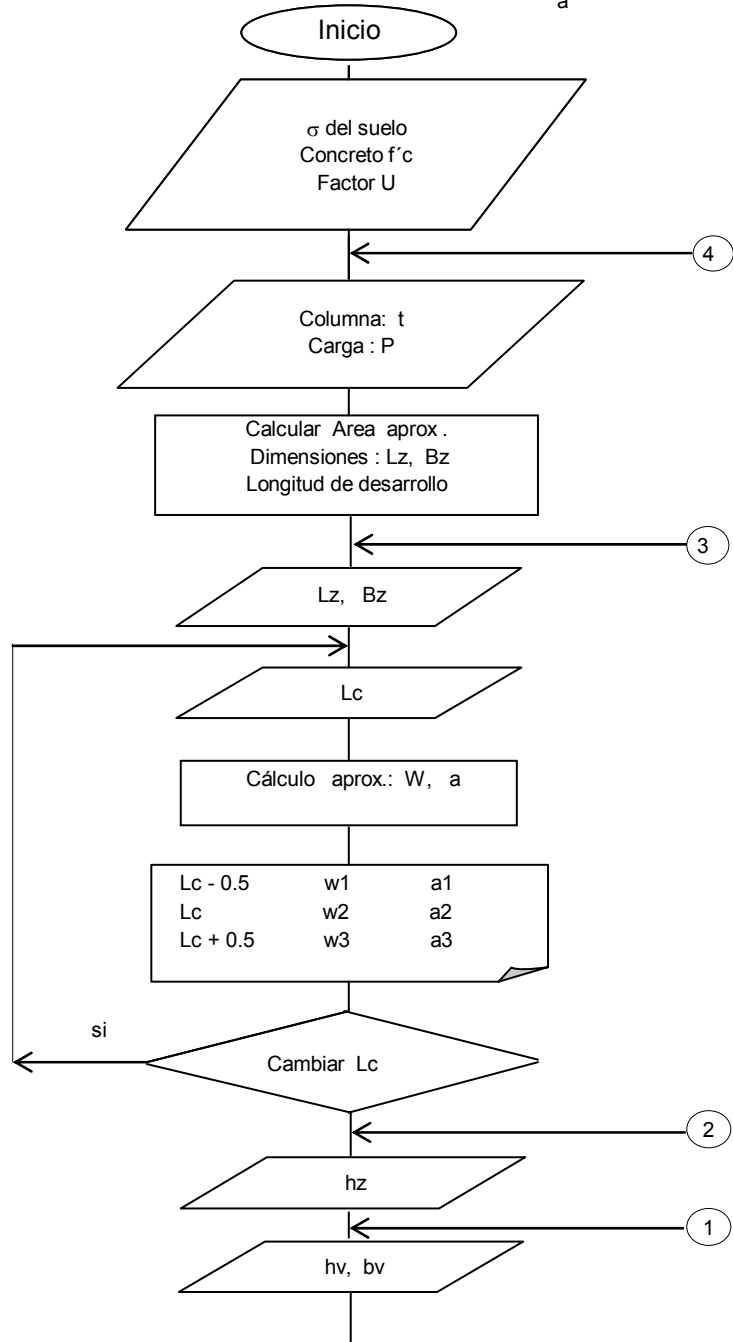 a
Inicio
σ del suelo
Concreto f´c
Factor U
4
Columna: t
Carga : P
Calcular Area aprox .
Dimensiones : Lz, Bz
Longitud de desarrollo
3
Lz, Bz
Lc
Cálculo aprox.: W, a
Lc - 0.5 w1 a1
Lc w2 a2
Lc + 0.5 w3 a3
si
Cambiar Lc
2
hz
1
hv, bv